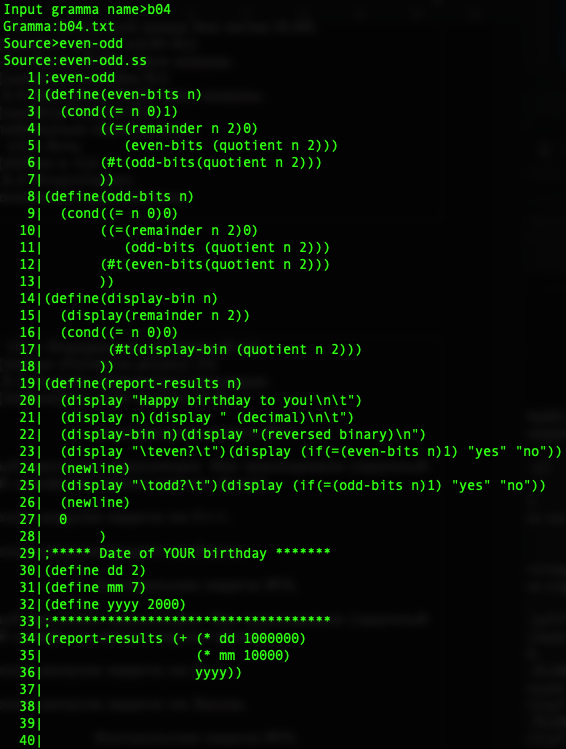 Input gramma name>b04
Gramma:b04.txt
Source>even-odd
Source:even-odd.ss
   1|;even-odd
   2|(define(even-bits n)
   3|  (cond((= n 0)1)
   4|       ((=(remainder n 2)0)
   5|          (even-bits (quotient n 2)))
   6|       (#t(odd-bits(quotient n 2)))
   7|       ))
   8|(define(odd-bits n)
   9|  (cond((= n 0)0)
  10|       ((=(remainder n 2)0)
  11|          (odd-bits (quotient n 2)))
  12|       (#t(even-bits(quotient n 2)))
  13|       ))
  14|(define(display-bin n)
  15|  (display(remainder n 2))
  16|  (cond((= n 0)0)
  17|        (#t(display-bin (quotient n 2)))
  18|       ))
  19|(define(report-results n)
  20|  (display "Happy birthday to you!\n\t")
  21|  (display n)(display " (decimal)\n\t")
  22|  (display-bin n)(display "(reversed binary)\n")
  23|  (display "\teven?\t")(display (if(=(even-bits n)1) "yes" "no"))
  24|  (newline)
  25|  (display "\todd?\t")(display (if(=(odd-bits n)1) "yes" "no"))
  26|  (newline)
  27|  0
  28|       )
  29|;***** Date of YOUR birthday *******
  30|(define dd 2)
  31|(define mm 7)
  32|(define yyyy 2000)
  33|;**********************************
  34|(report-results (+ (* dd 1000000)
  35|                   (* mm 10000)
  36|                   yyyy))
  37|
  38|
  39|
  40|